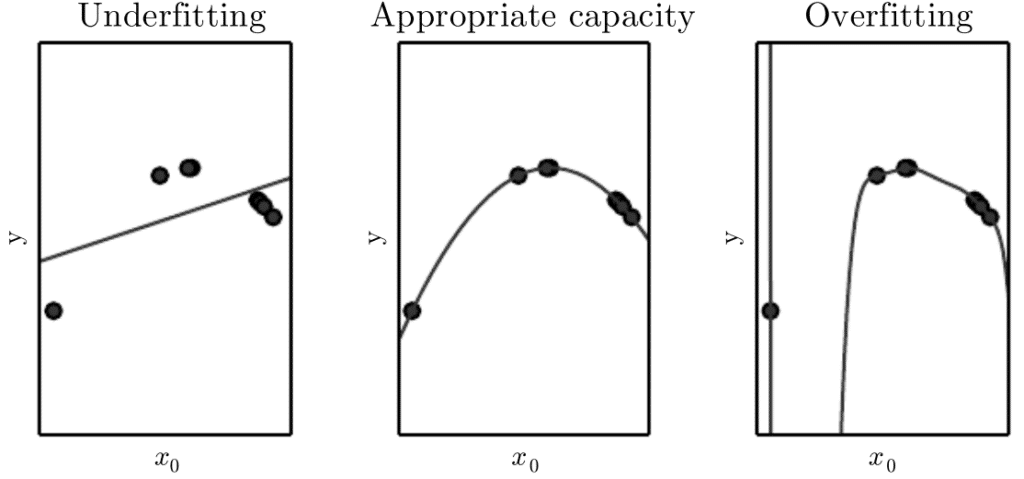 Underfitting
Appropriate capacity
Overfitting
y
y
y
x₀
x₀
x₀